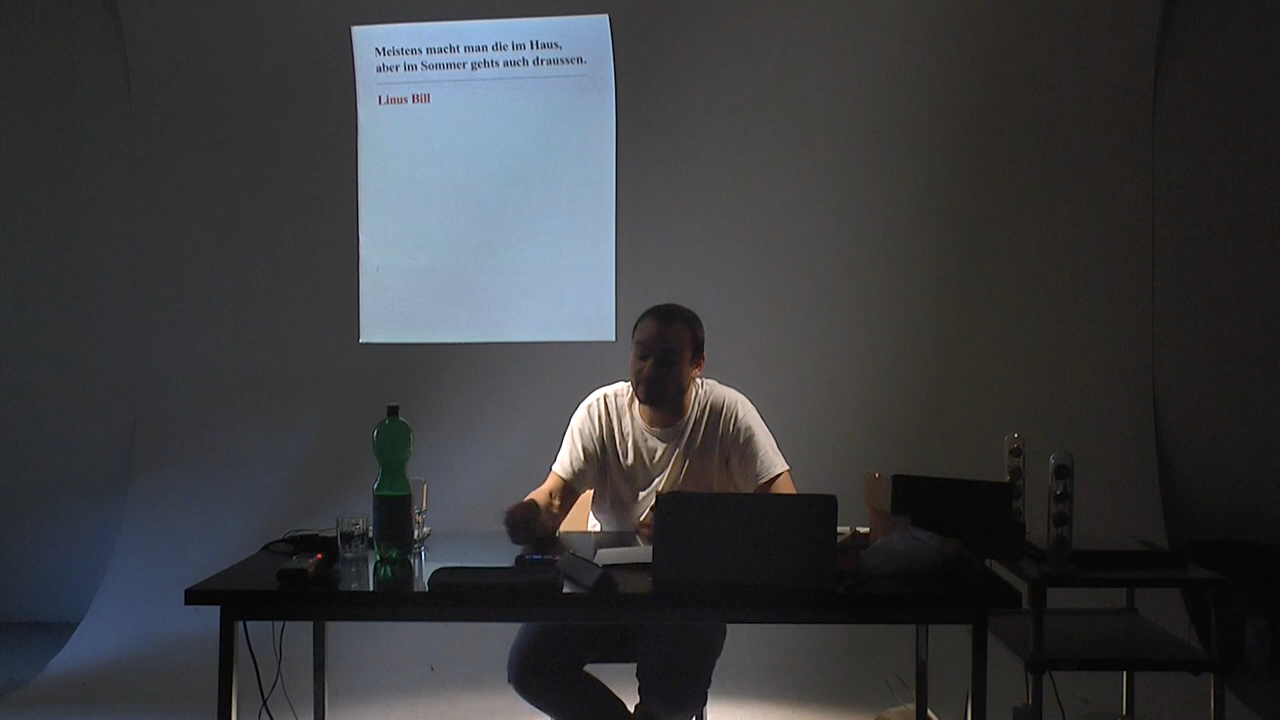 Meistens macht man die im Haus,
aber im Sommer gehts auch draussen.
Linus Bill